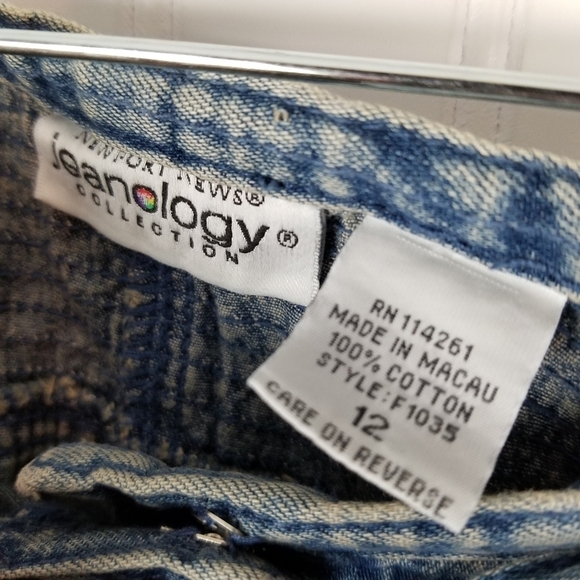 NEWPORT NEWS®
jeanology®
COLLECTION
RN 114261
MADE IN MACAU
100% COTTON
STYLE:F1035
12
CARE ON REVERSE